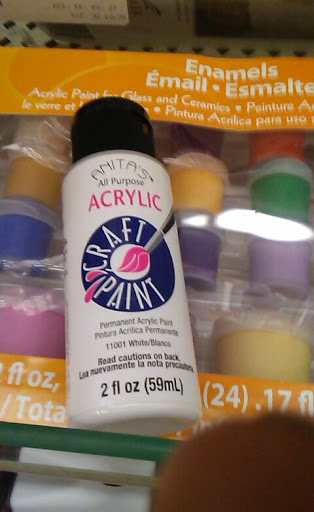 Enamels
Émail • Esmalte
Acrylic Paint for Glass and Ceramics • Peinture
le verre et • Pintura Acrílica para uso
ANITA'S
All Purpose
ACRYLIC
CRAFT
PAINT
Permanent Acrylic Paint
Pintura Acrílica Permanente
11001 White/Blanco
Read cautions on back.
Lea nuevamente la nota precautoria
2 fl oz (59mL)
fl oz,
(24) .17 fl
/ Tota